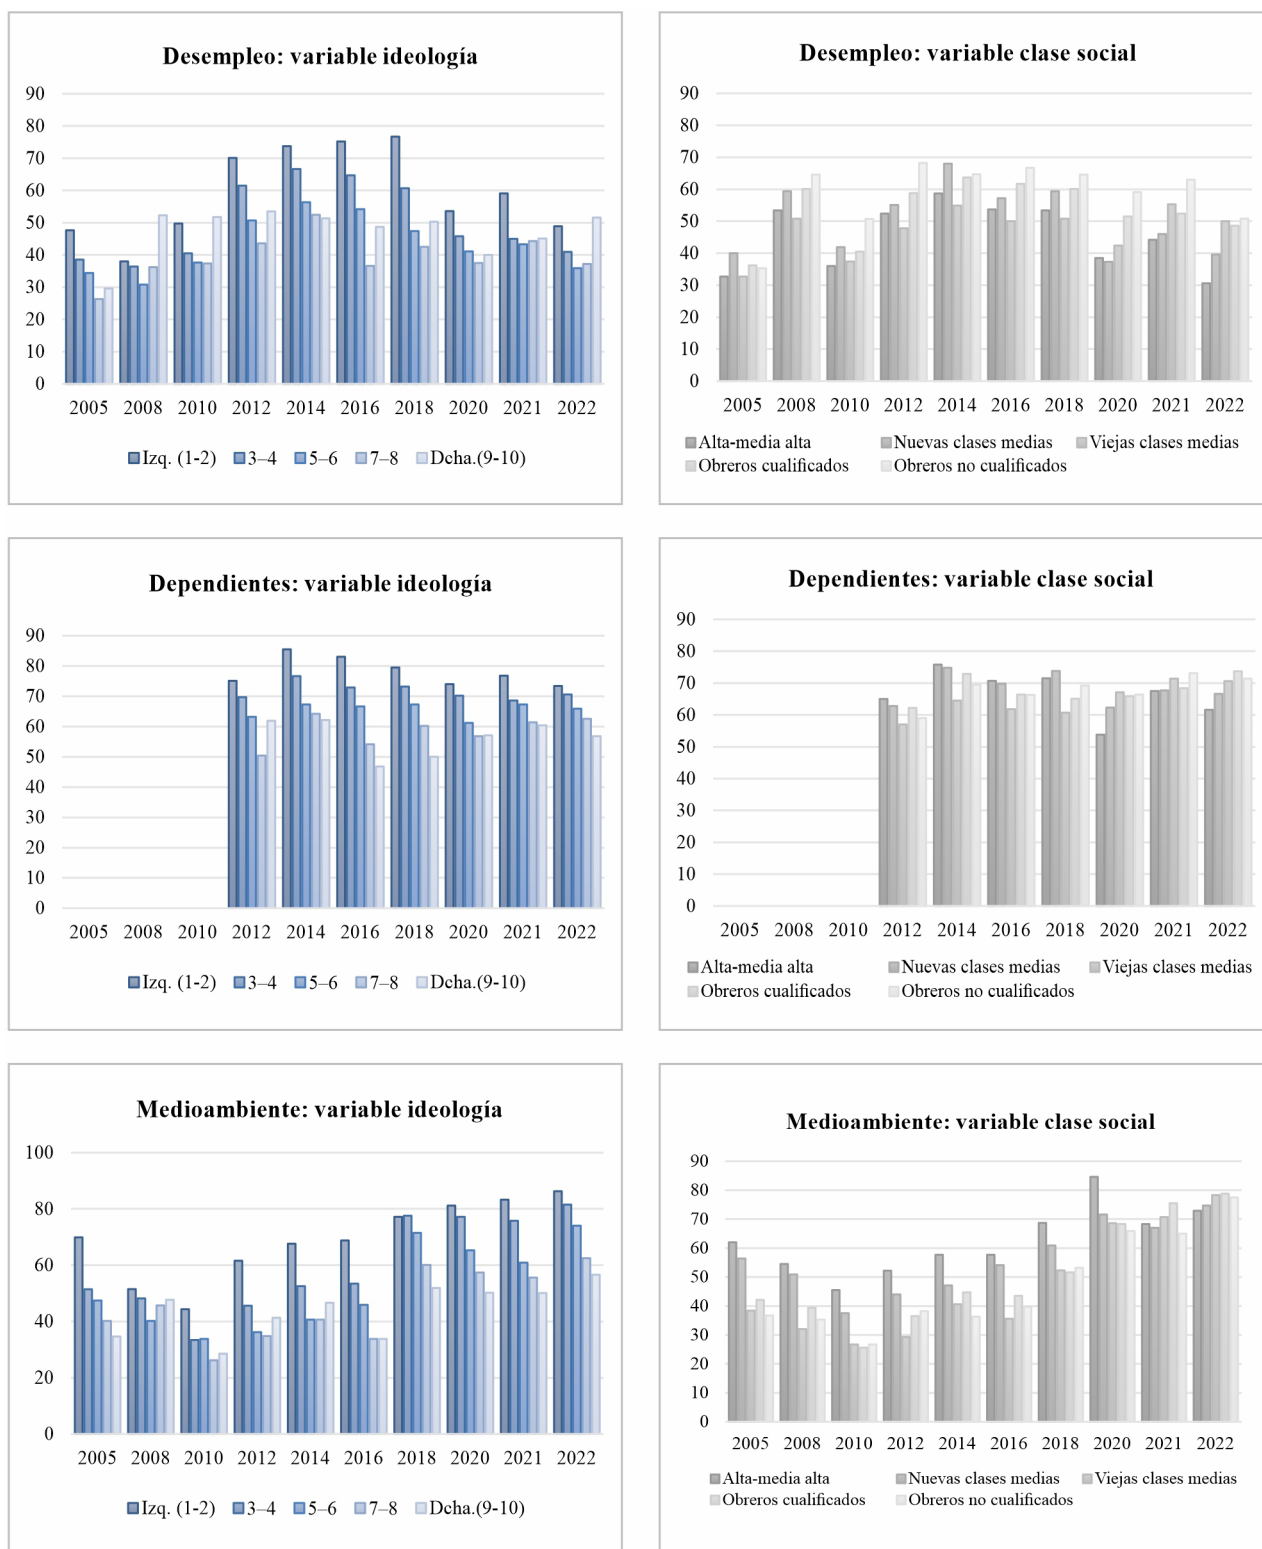 Desempleo: variable ideología
90
80
70
60
50
40
30
20
10
0
2005 2008 2010 2012 2014 2016 2018 2020 2021 2022
Izq. (1-2) 3–4 5–6 7–8 Dcha.(9-10)
Desempleo: variable clase social
90
80
70
60
50
40
30
20
10
0
2005 2008 2010 2012 2014 2016 2018 2020 2021 2022
Alta-media alta Nuevas clases medias Viejas clases medias
Obreros cualificados Obreros no cualificados
Dependientes: variable ideología
90
80
70
60
50
40
30
20
10
0
2005 2008 2010 2012 2014 2016 2018 2020 2021 2022
Izq. (1-2) 3–4 5–6 7–8 Dcha.(9-10)
Dependientes: variable clase social
90
80
70
60
50
40
30
20
10
0
2005 2008 2010 2012 2014 2016 2018 2020 2021 2022
Alta-media alta Nuevas clases medias Viejas clases medias
Obreros cualificados Obreros no cualificados
Medioambiente: variable ideología
100
80
60
40
20
0
2005 2008 2010 2012 2014 2016 2018 2020 2021 2022
Izq. (1-2) 3–4 5–6 7–8 Dcha.(9-10)
Medioambiente: variable clase social
90
80
70
60
50
40
30
20
10
0
2005 2008 2010 2012 2014 2016 2018 2020 2021 2022
Alta-media alta Nuevas clases medias Viejas clases medias
Obreros cualificados Obreros no cualificados